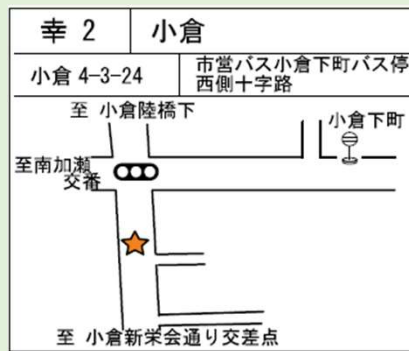 幸 2
小倉
小倉 4-3-24
市営バス小倉下町バス停
西側十字路
至 小倉陸橋下
小倉下町
至南加瀬
交番
至 小倉新栄会通り交差点